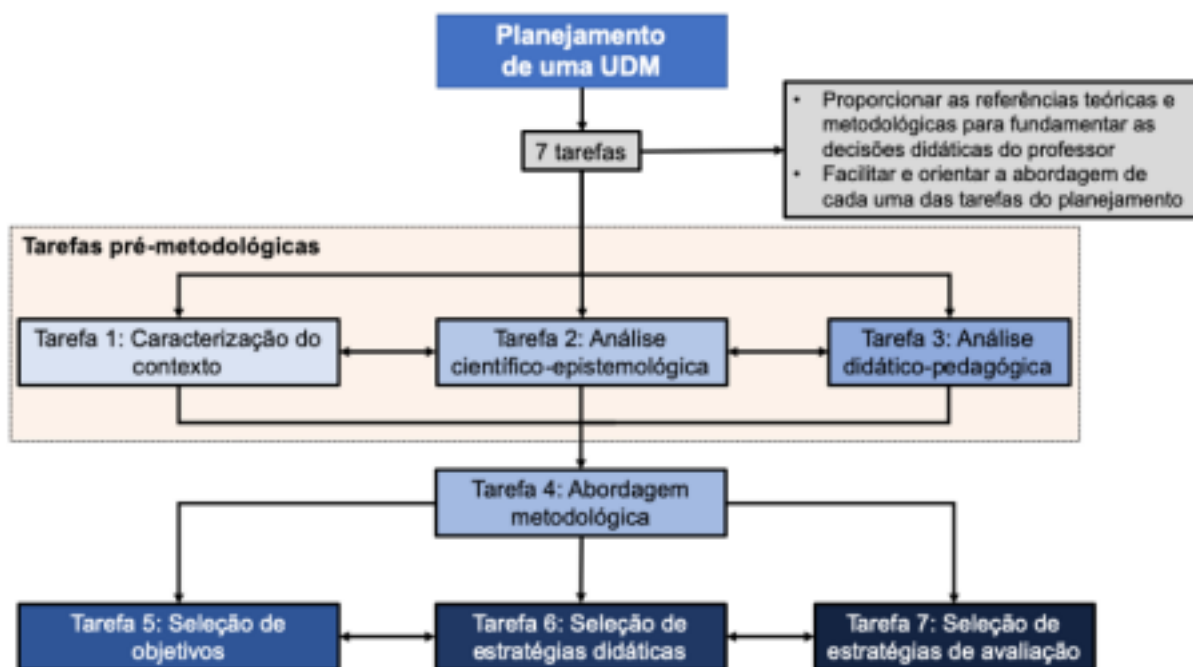 Planejamento
de uma UDM
7 tarefas
• Proporcionar as referências teóricas e
metodológicas para fundamentar as
decisões didáticas do professor
• Facilitar e orientar a abordagem de
cada uma das tarefas do planejamento
Tarefas pré-metodológicas
Tarefa 1: Caracterização do
contexto
Tarefa 2: Análise
científico-epistemológica
Tarefa 3: Análise
didático-pedagógica
Tarefa 4: Abordagem
metodológica
Tarefa 5: Seleção de
objetivos
Tarefa 6: Seleção de
estratégias didáticas
Tarefa 7: Seleção de
estratégias de avaliação